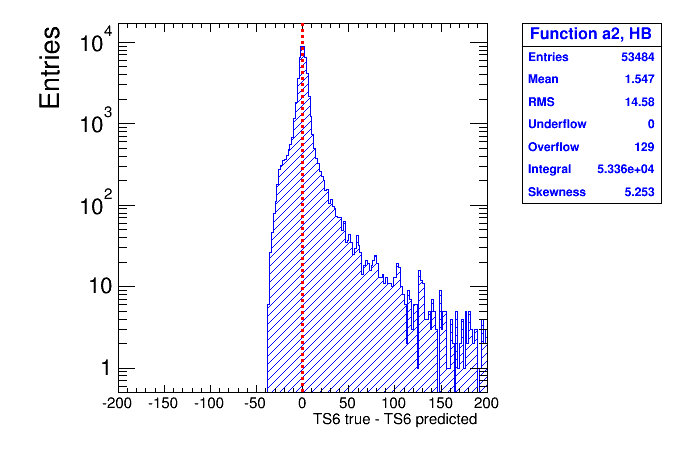 Function a2, HB
Entries 53484
Mean 1.547
RMS 14.58
Underflow 0
Overflow 129
Integral 5.336e+04
Skewness 5.253
Entries
10^4
10^3
10^2
10
1
-200 -150 -100 -50 0 50 100 150 200
TS6 true - TS6 predicted